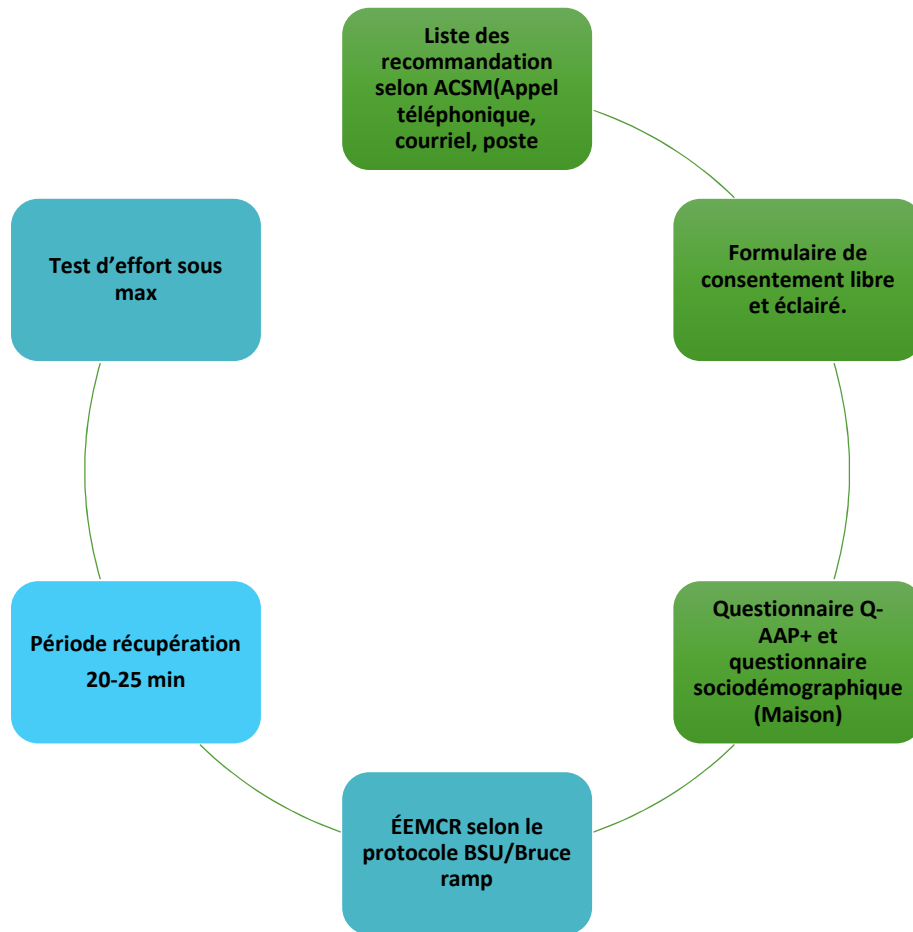 Liste des
recommandation
selon ACSM(Appel
téléphonique,
courriel, poste
Formulaire de
consentement libre
et éclairé.
Questionnaire Q-
AAP+ et
questionnaire
sociodémographique
(Maison)
ÉEMCR selon le
protocole BSU/Bruce
ramp
Période récupération
20-25 min
Test d’effort sous
max